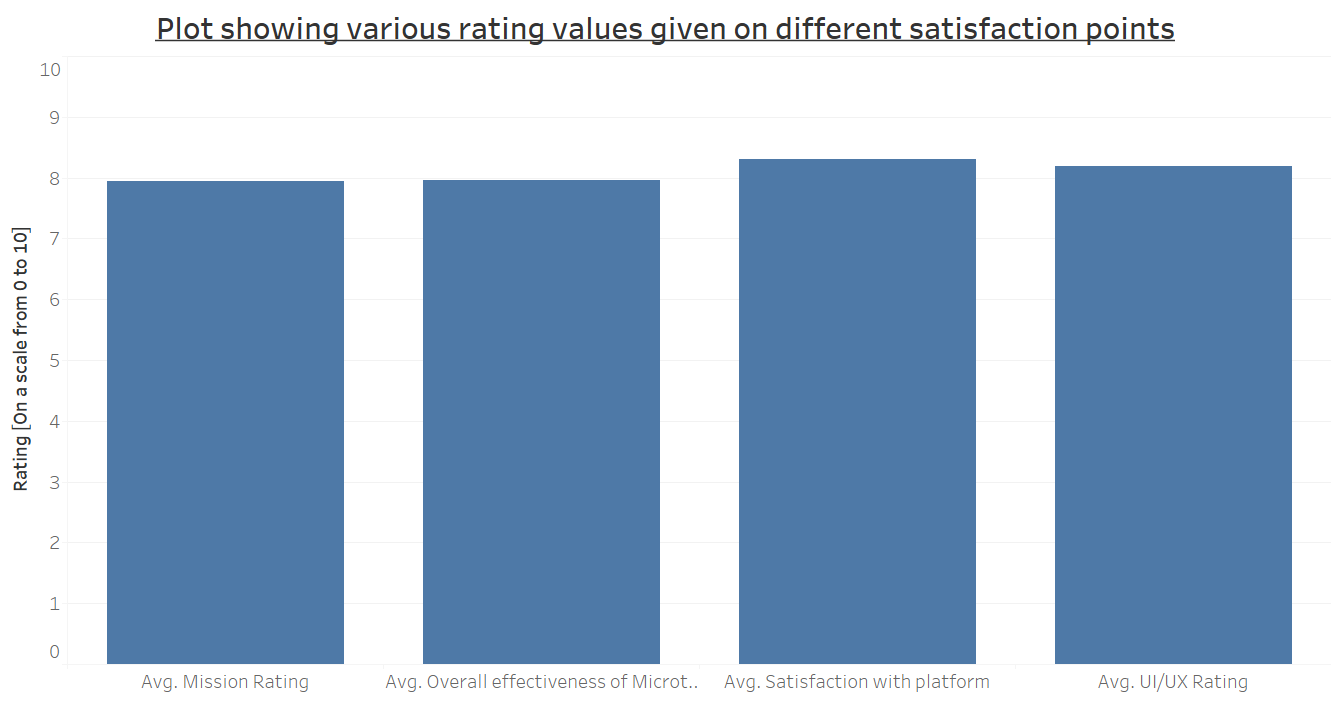 Plot showing various rating values given on different satisfaction points
Rating [On a scale from 0 to 10]
10
9
8
7
6
5
4
3
2
1
0
Avg. Mission Rating
Avg. Overall effectiveness of Microt..
Avg. Satisfaction with platform
Avg. UI/UX Rating